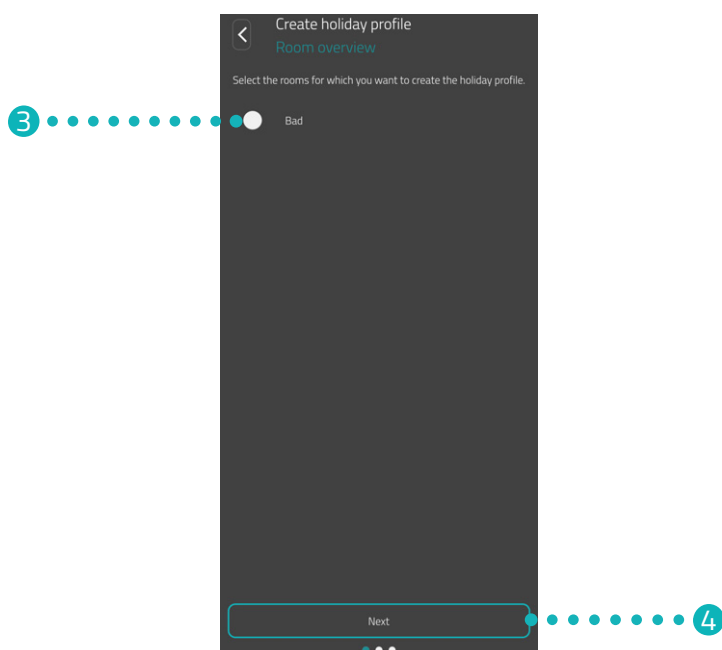 Create holiday profile
Room overview
Select the rooms for which you want to create the holiday profile.
3
Bad
Next
4